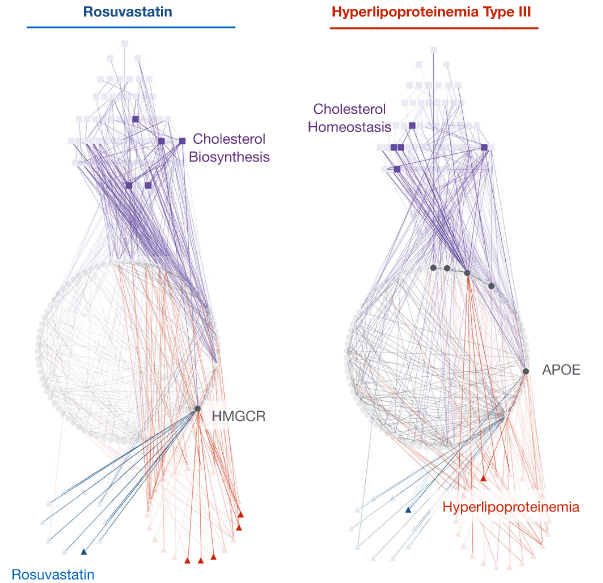 Rosuvastatin
Hyperlipoproteinemia Type III
Cholesterol
Biosynthesis
Cholesterol
Homeostasis
HMGCR
APOE
Hyperlipoproteinemia
Rosuvastatin